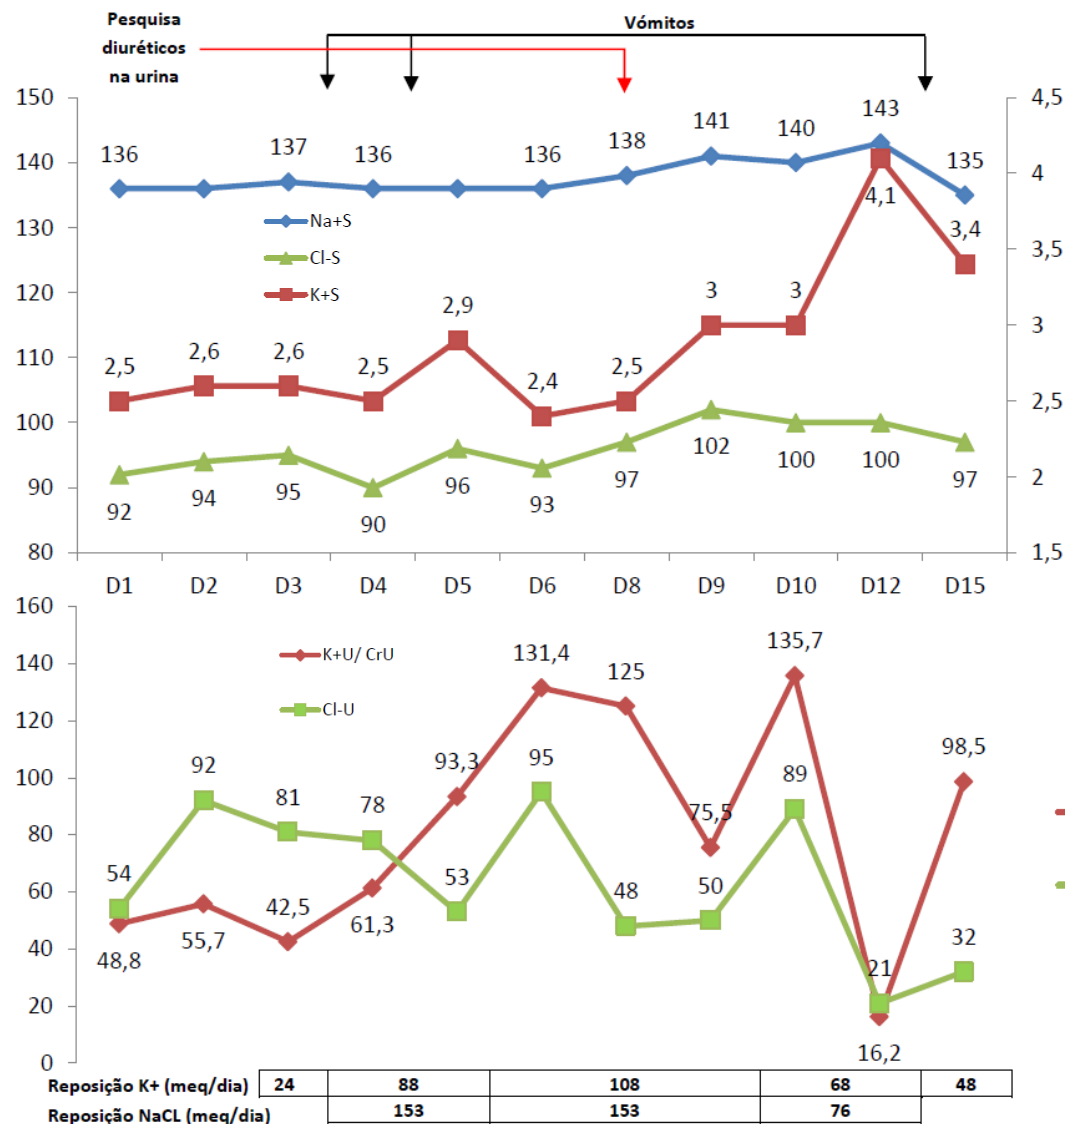 Pesquisa
diuréticos
na urina
Vómitos
150 4,5
136 137 136 136 138 141 140 143 135
140 4
4,1
130 3,5
Na+S
3,4
Cl-S
120 3
K+S
2,5 2,6 2,6 2,5 2,9 2,4 2,5 3 3
110
100 2,5
92 94 95 90 96 93 97 102 100 100 97
90 2
80 1,5
D1 D2 D3 D4 D5 D6 D8 D9 D10 D12 D15
160
K+U/ CrU
131,4 125 135,7
140
Cl-U
120
93,3 98,5
100
92 81 78 95 89
80
75,5
60
54 53 48 50
48,8 55,7 42,5 61,3
40
32
20
21
16,2
0
Reposição K+ (meq/dia) 24 88 108 68 48
Reposição NaCL (meq/dia) 153 153 76